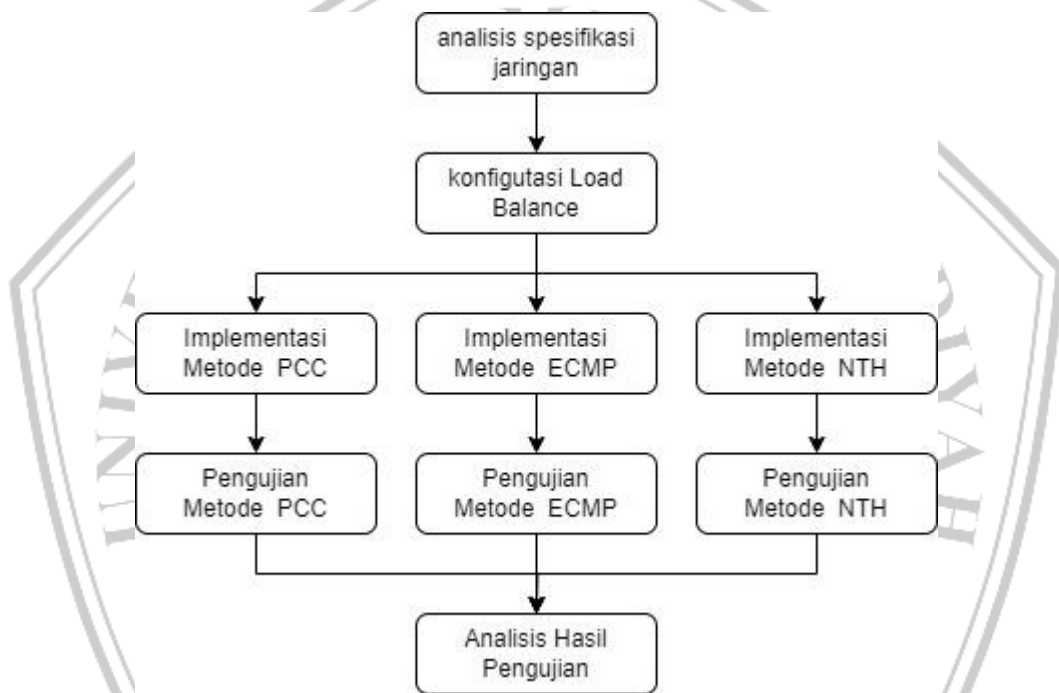 analisis spesifikasi
jaringan
konfigutasi Load
Balance
Implementasi
Metode PCC
Implementasi
Metode ECMP
Implementasi
Metode NTH
Pengujian
Metode PCC
Pengujian
Metode ECMP
Pengujian
Metode NTH
Analisis Hasil
Pengujian